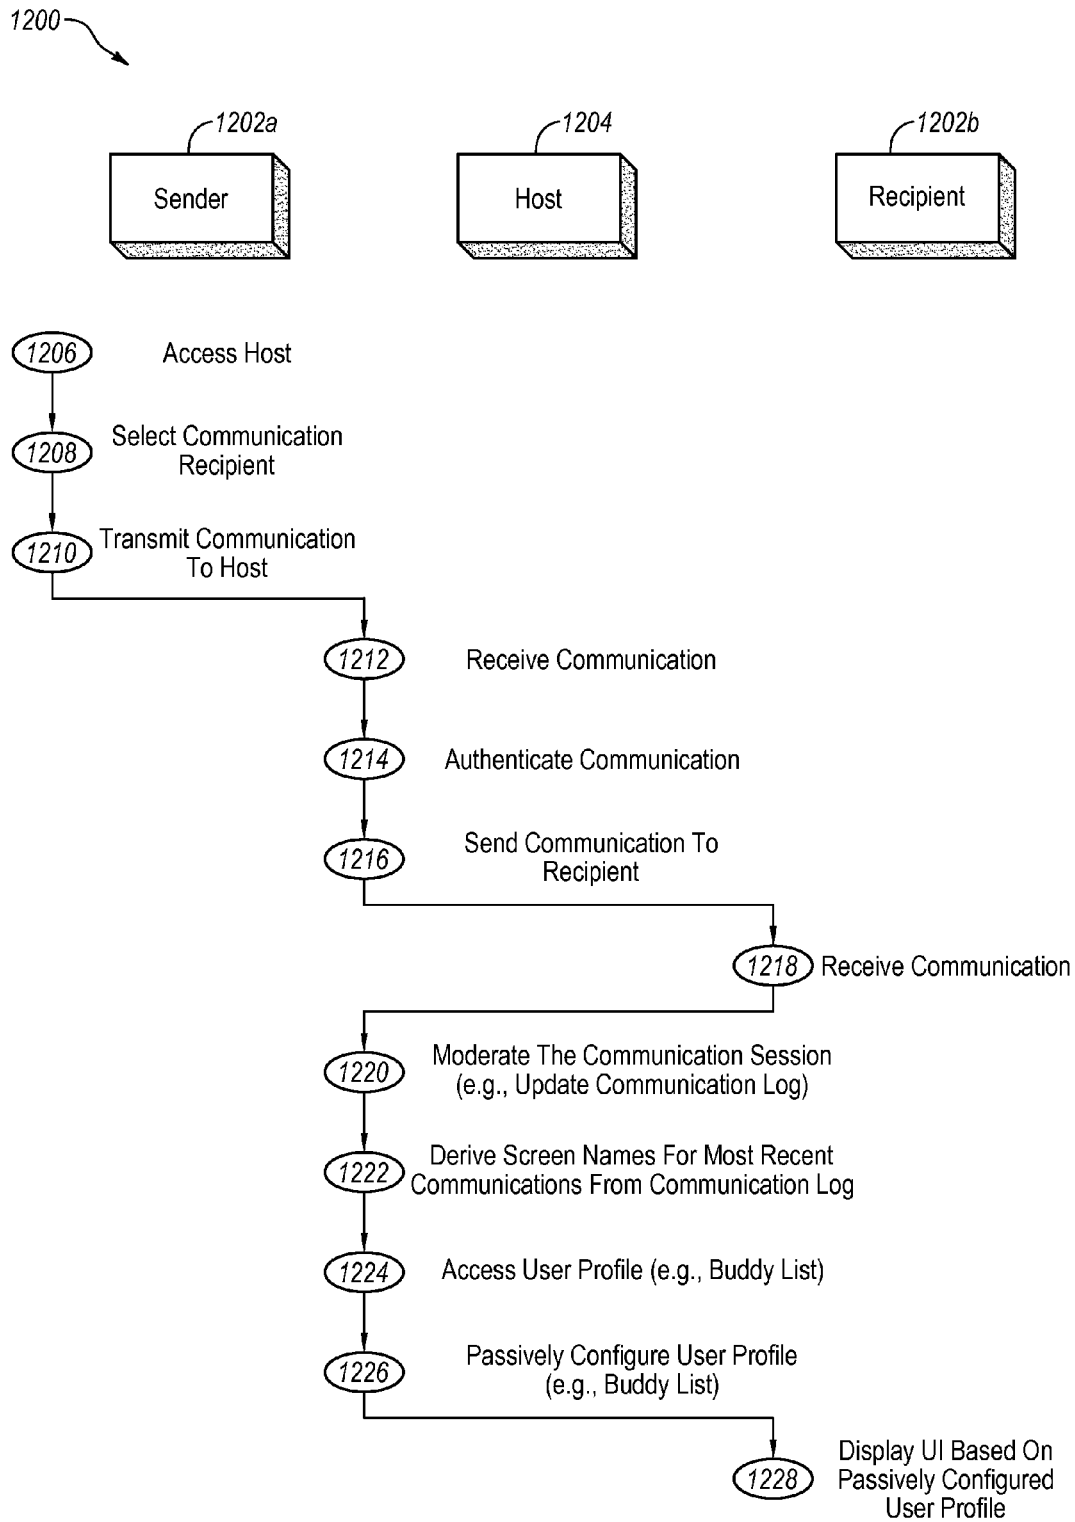 1200
1202a
1204
1202b
Sender
Host
Recipient
1206
Access Host
1208
Select Communication
Recipient
1210
Transmit Communication
To Host
1212
Receive Communication
1214
Authenticate Communication
1216
Send Communication To
Recipient
1218
Receive Communication
1220
Moderate The Communication Session
(e.g., Update Communication Log)
1222
Derive Screen Names For Most Recent
Communications From Communication Log
1224
Access User Profile (e.g., Buddy List)
1226
Passively Configure User Profile
(e.g., Buddy List)
1228
Display UI Based On
Passively Configured
User Profile